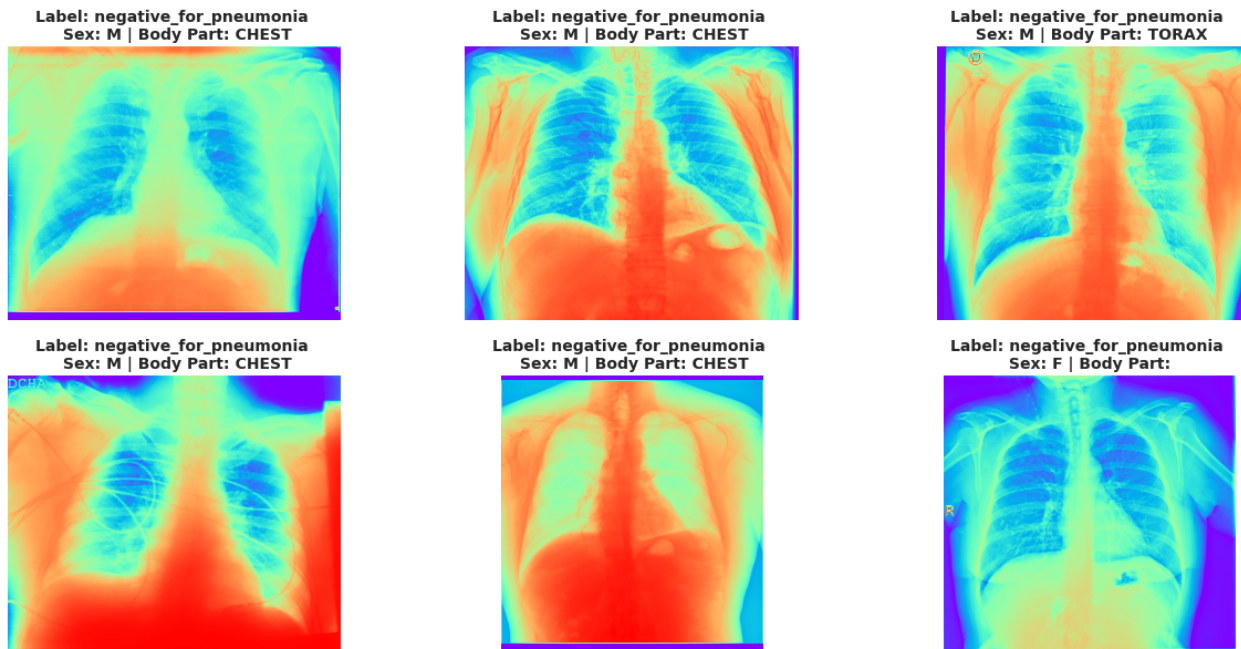 Label: negative_for_pneumonia
Sex: M | Body Part: CHEST
Label: negative_for_pneumonia
Sex: M | Body Part: CHEST
Label: negative_for_pneumonia
Sex: M | Body Part: TORAX
D
Label: negative_for_pneumonia
Sex: M | Body Part: CHEST
DCHA
Label: negative_for_pneumonia
Sex: M | Body Part: CHEST
Label: negative_for_pneumonia
Sex: F | Body Part:
R